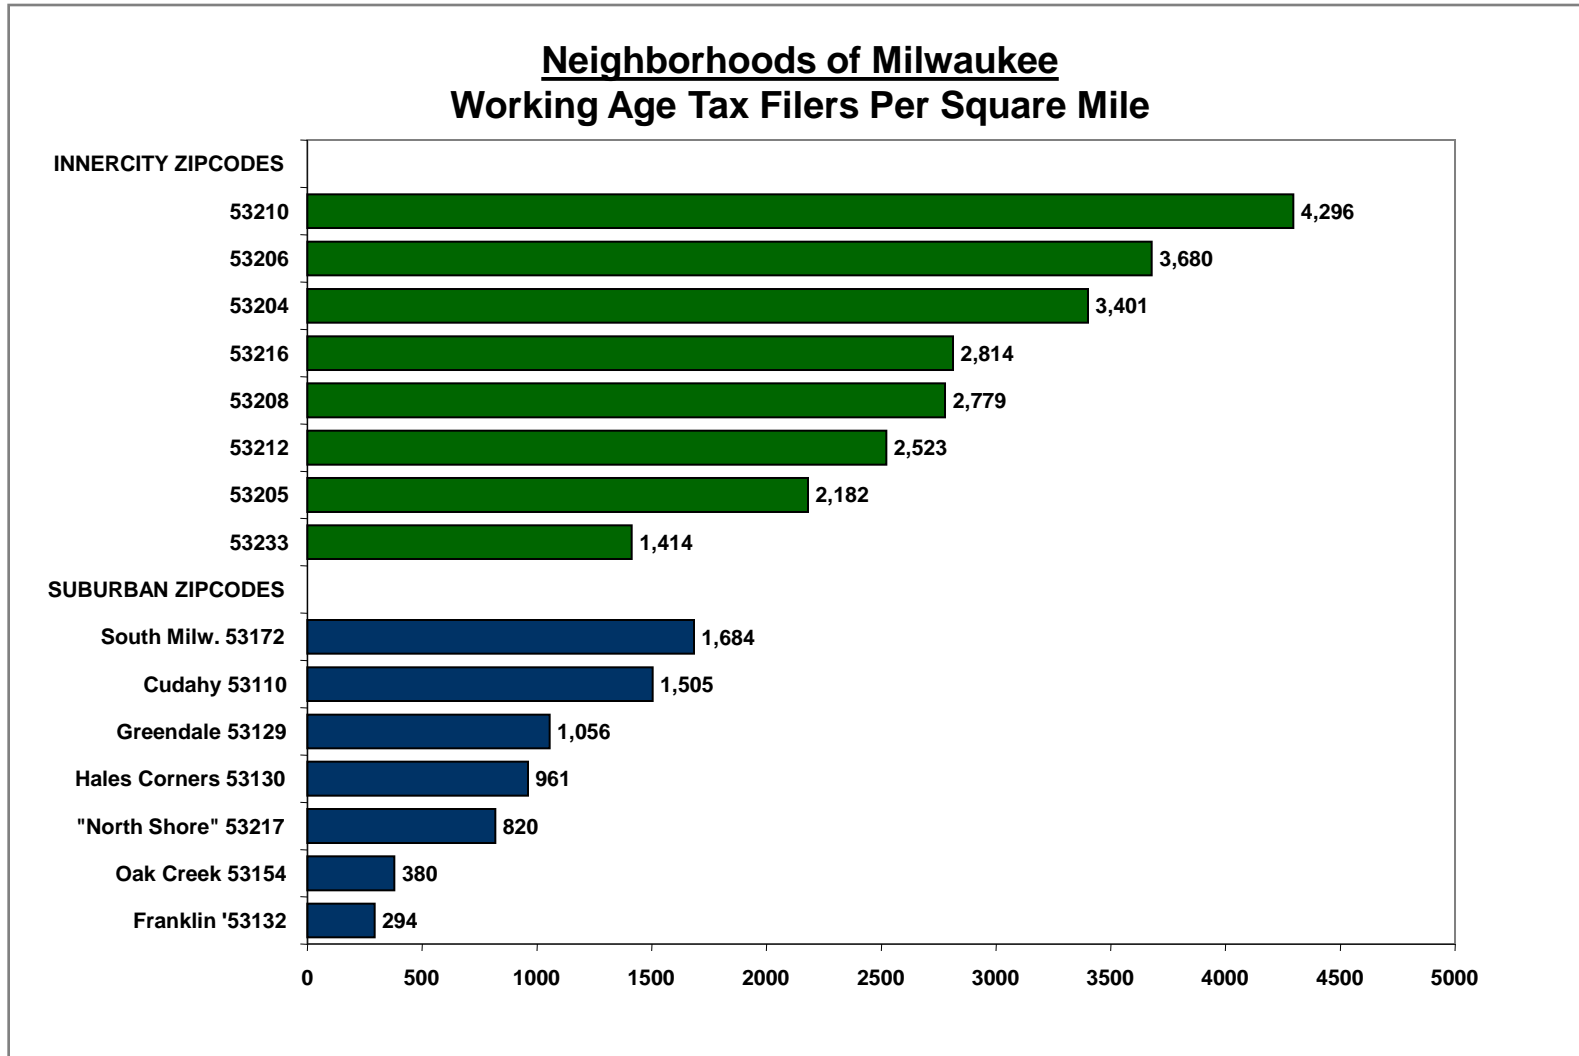 Neighborhoods of Milwaukee
Working Age Tax Filers Per Square Mile
INNERCITY ZIPCODES
53210 4,296
53206 3,680
53204 3,401
53216 2,814
53208 2,779
53212 2,523
53205 2,182
53233 1,414
SUBURBAN ZIPCODES
South Milw. 53172 1,684
Cudahy 53110 1,505
Greendale 53129 1,056
Hales Corners 53130 961
"North Shore" 53217 820
Oak Creek 53154 380
Franklin '53132 294
0 500 1000 1500 2000 2500 3000 3500 4000 4500 5000